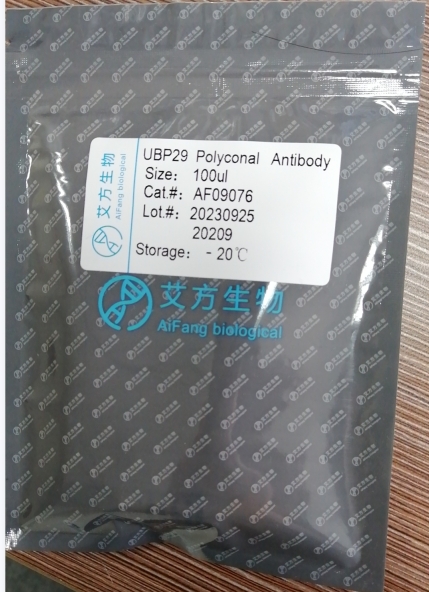 艾方生物
AiFang biological
UBP29 Polyconal Antibody
Size: 100ul
Cat.#: AF09076
Lot.#: 20230925
20209
Storage: - 20℃
艾方生物
AiFang biological